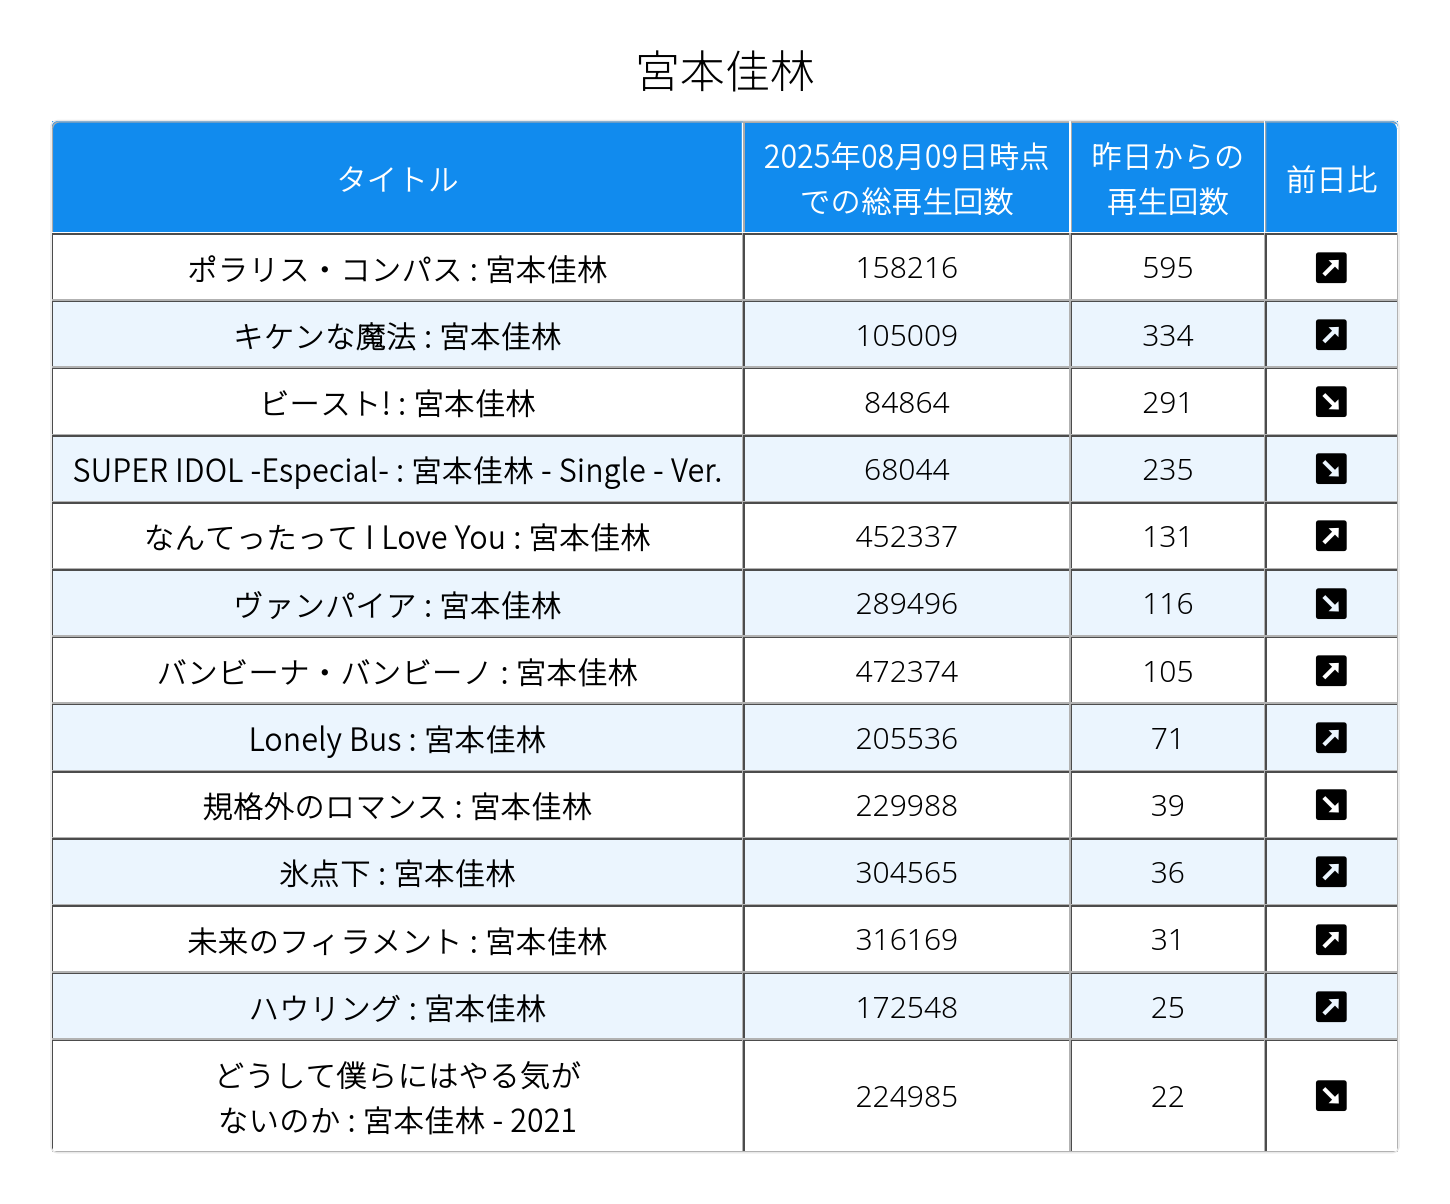 宮本佳林
タイトル
2025年08月09日時点
での総再生回数
昨日からの
再生回数
前日比
ポラリス・コンパス : 宮本佳林
158216
595
↗
キケンな魔法 : 宮本佳林
105009
334
↗
ビースト! : 宮本佳林
84864
291
↘
SUPER IDOL -Especial- : 宮本佳林 - Single - Ver.
68044
235
↘
なんてったって I Love You : 宮本佳林
452337
131
↗
ヴァンパイア : 宮本佳林
289496
116
↘
バンビーナ・バンビーノ : 宮本佳林
472374
105
↗
Lonely Bus : 宮本佳林
205536
71
↗
規格外のロマンス : 宮本佳林
229988
39
↘
氷点下 : 宮本佳林
304565
36
↗
未来のフィラメント : 宮本佳林
316169
31
↗
ハウリング : 宮本佳林
172548
25
↗
どうして僕らにはやる気が
ないのか : 宮本佳林 - 2021
224985
22
↘